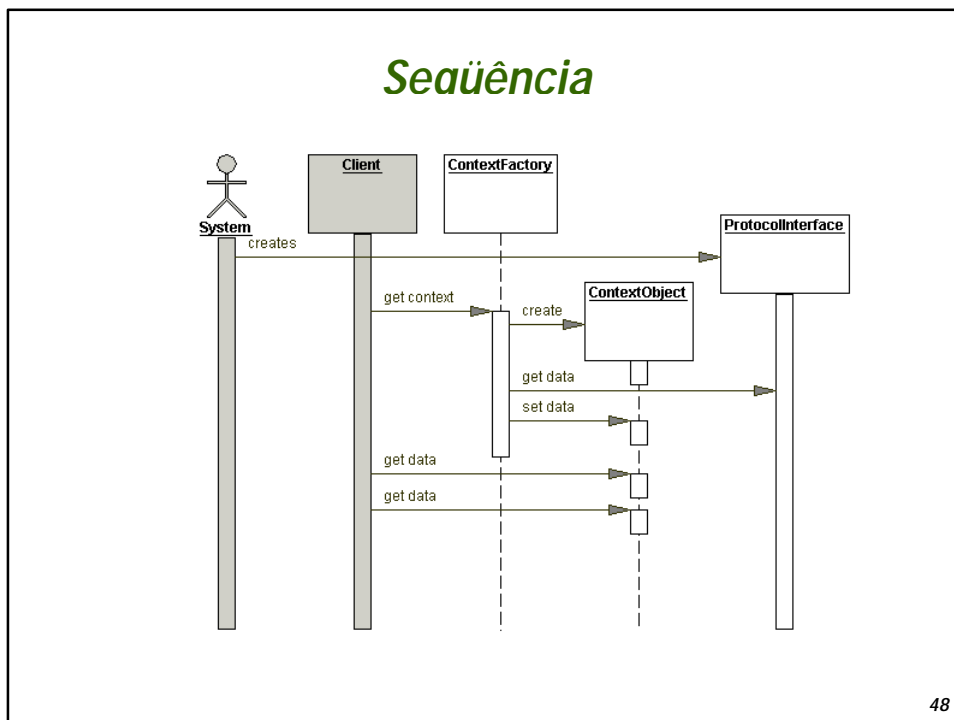 Seqüência
Client
ContextFactory
System
ProtocolInterface
creates
ContextObject
get context
create
get data
set data
get data
get data
48